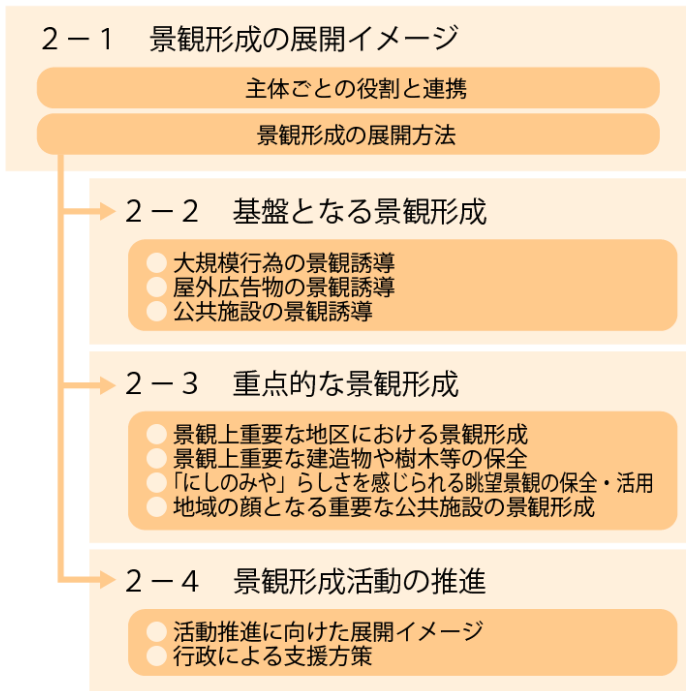 2－1　景観形成の展開イメージ
主体ごとの役割と連携
景観形成の展開方法
2－2　基盤となる景観形成
●大規模行為の景観誘導
●屋外広告物の景観誘導
●公共施設の景観誘導
2－3　重点的な景観形成
●景観上重要な地区における景観形成
●景観上重要な建造物や樹木等の保全
●「にしのみや」らしさを感じられる眺望景観の保全・活用
●地域の顔となる重要な公共施設の景観形成
2－4　景観形成活動の推進
●活動推進に向けた展開イメージ
●行政による支援方策